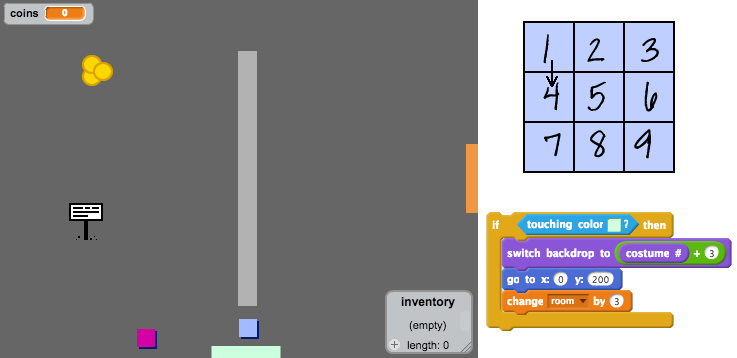 coins 0
1 2 3
4 5 6
7 8 9
if touching color ? then
switch backdrop to costume # + 3
go to x: 0 y: 200
change room by 3
inventory
(empty)
+ length: 0